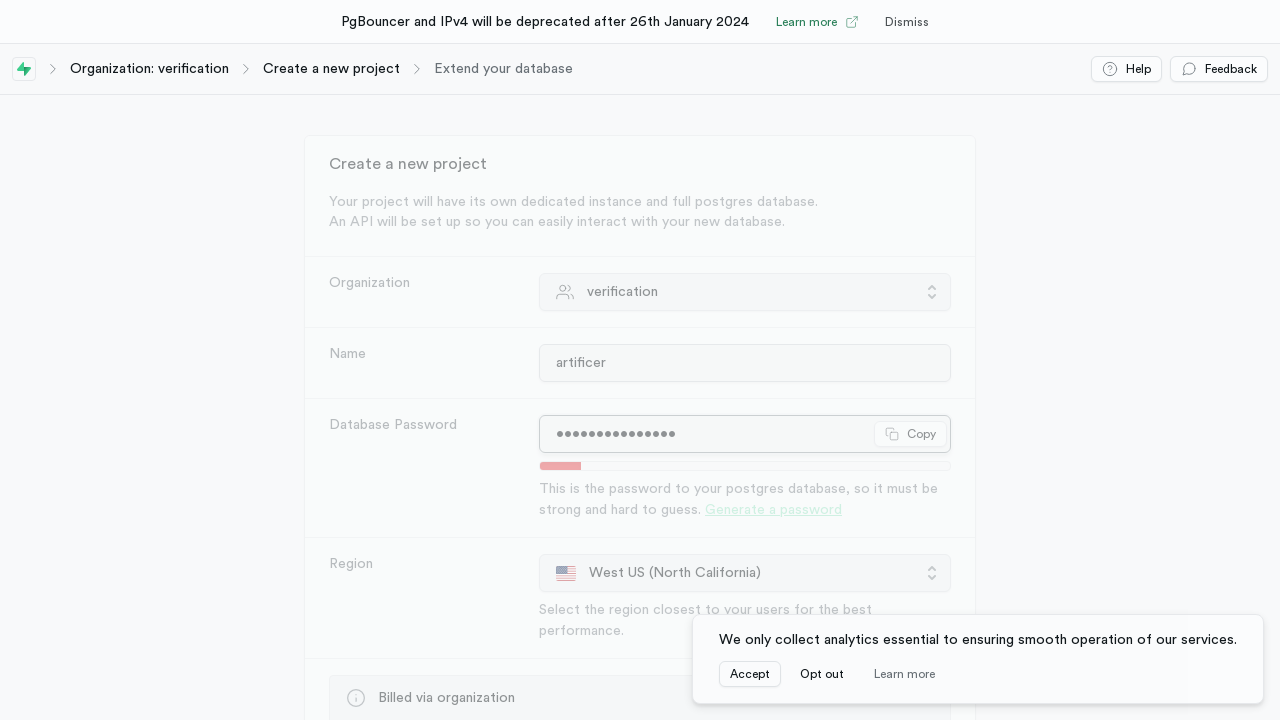 PgBouncer and IPv4 will be deprecated after 26th January 2024 Learn more Dismiss
Organization: verification Create a new project Extend your database Help Feedback
Create a new project
Your project will have its own dedicated instance and full postgres database.
An API will be set up so you can easily interact with your new database.
Organization
verification
Name
artificer
Database Password
••••••••••••••• Copy
This is the password to your postgres database, so it must be
strong and hard to guess. Generate a password
Region
West US (North California)
Select the region closest to your users for the best
performance.
Billed via organization
We only collect analytics essential to ensuring smooth operation of our services.
Accept Opt out Learn more